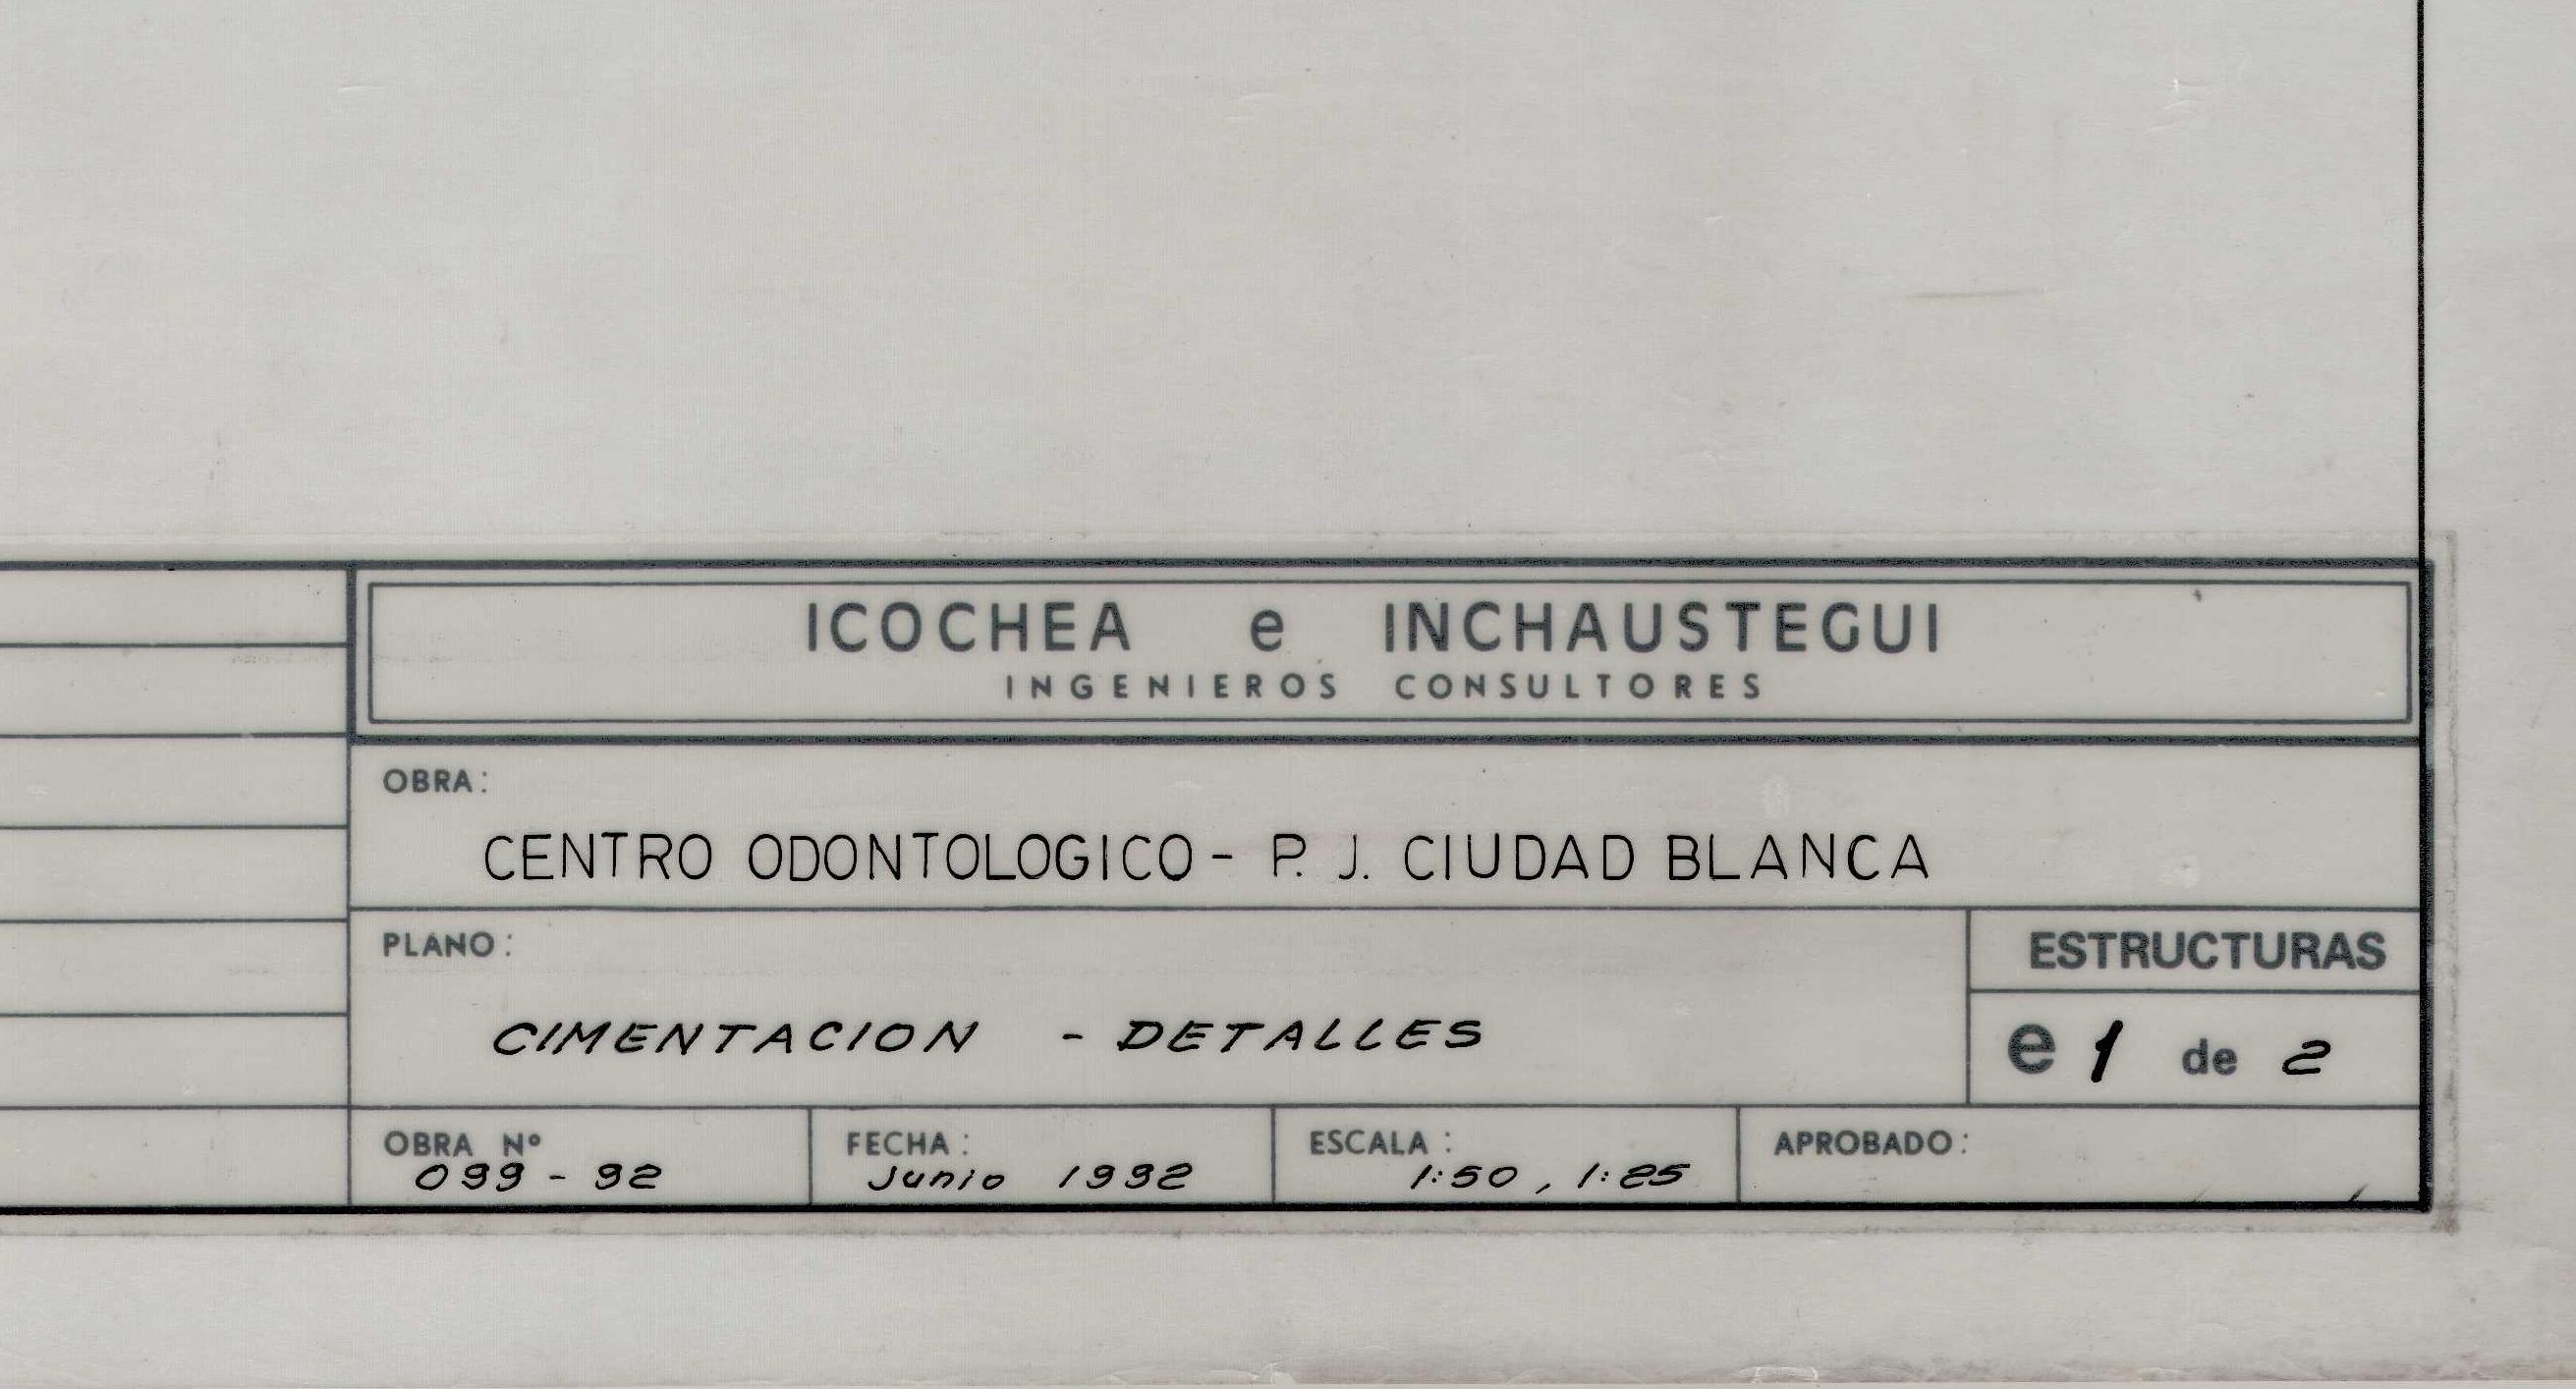 ICOCHEA e INCHAUSTEGUI
INGENIEROS CONSULTORES
OBRA:
CENTRO ODONTOLOGICO - P. J. CIUDAD BLANCA
PLANO:
CIMENTACION - DETALLES
ESTRUCTURAS
e 1 de 2
OBRA Nº
099 - 92
FECHA:
Junio 1992
ESCALA:
1:50, 1:25
APROBADO: